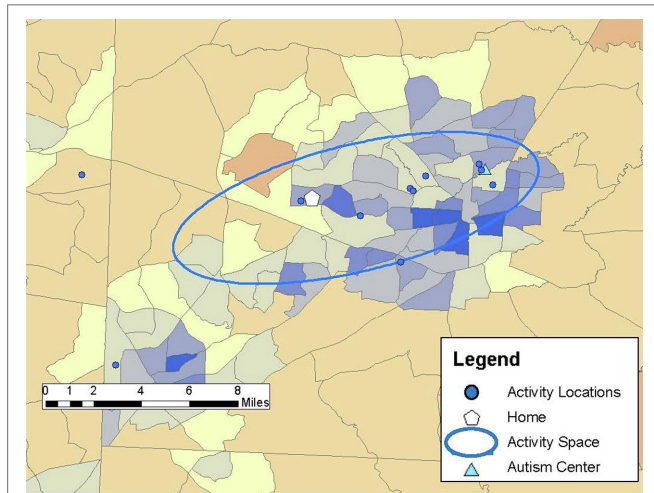 0 1 2 4 6 8
Miles
Legend
Activity Locations
Home
Activity Space
Autism Center